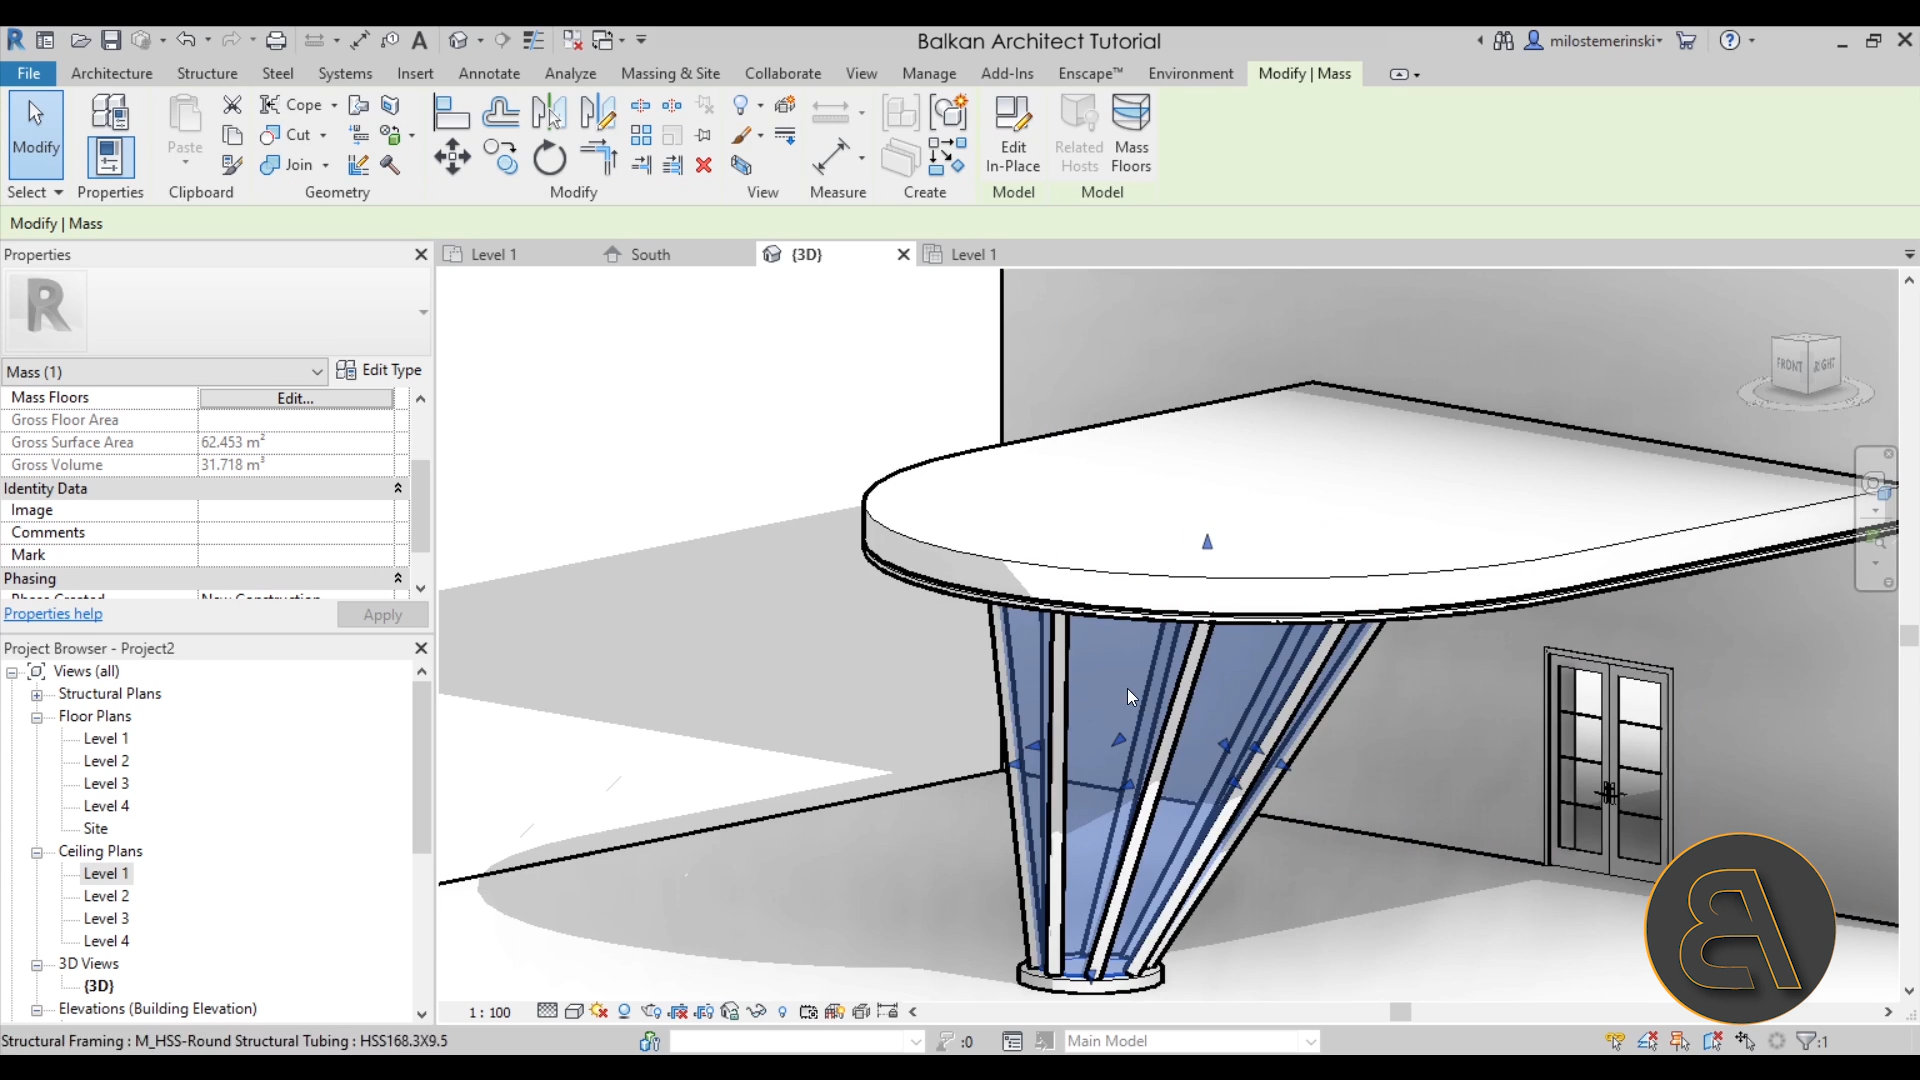 Balkan Architect Tutorial
milostemerinski
File Architecture Structure Steel Systems Insert Annotate Analyze Massing & Site Collaborate View Manage Add-Ins Enscape™ Environment Modify | Mass
Modify
Paste
Cope
Cut
Join
Edit In-Place
Related Hosts
Mass Floors
Select Properties Clipboard Geometry Modify View Measure Create Model Model
Modify | Mass
Properties
Level 1
South
{3D}
Level 1
R
Mass (1)
Edit Type
Mass Floors Edit...
Gross Floor Area
Gross Surface Area 62.453 m²
Gross Volume 31.718 m³
Identity Data
Image
Comments
Mark
Phasing
Phase Created New Construction
Properties help
Apply
FRONT RIGHT
Project Browser - Project2
Views (all)
Structural Plans
Floor Plans
Level 1
Level 2
Level 3
Level 4
Site
Ceiling Plans
Level 1
Level 2
Level 3
Level 4
3D Views
{3D}
Elevations (Building Elevation)
1 : 100
Structural Framing : M_HSS-Round Structural Tubing : HSS168.3X9.5
:0
Main Model
:1